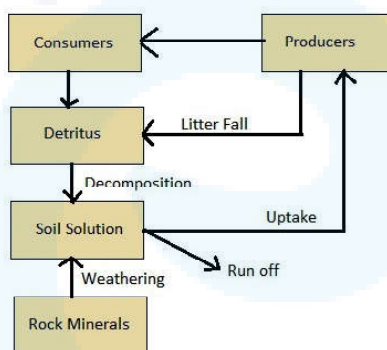 Consumers
Producers
Detritus
Litter Fall
Decomposition
Soil Solution
Uptake
Run off
Weathering
Rock Minerals